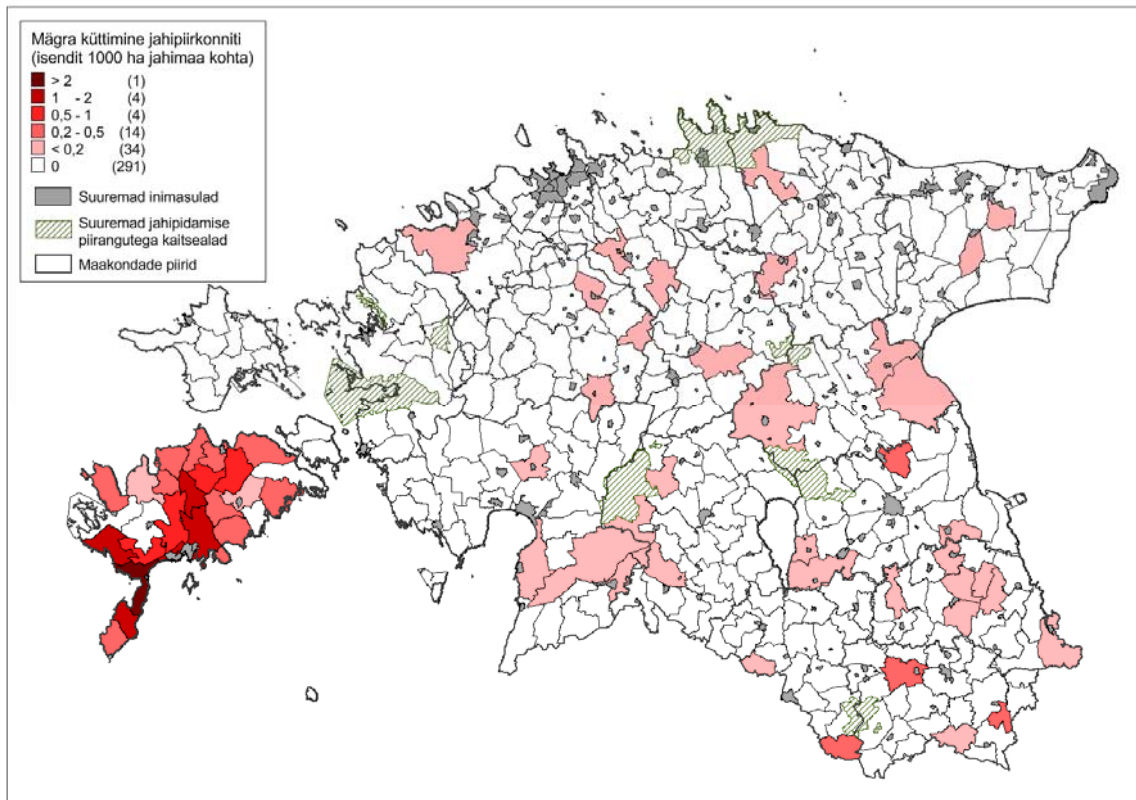 Mägra küttimine jahipiirkonniti
(isendit 1000 ha jahimaa kohta)
> 2 (1)
1 - 2 (4)
0,5 - 1 (4)
0,2 - 0,5 (14)
< 0,2 (34)
0 (291)
Suuremad inimasulad
Suuremad jahipidamise
piirangutega kaitsealad
Maakondade piirid